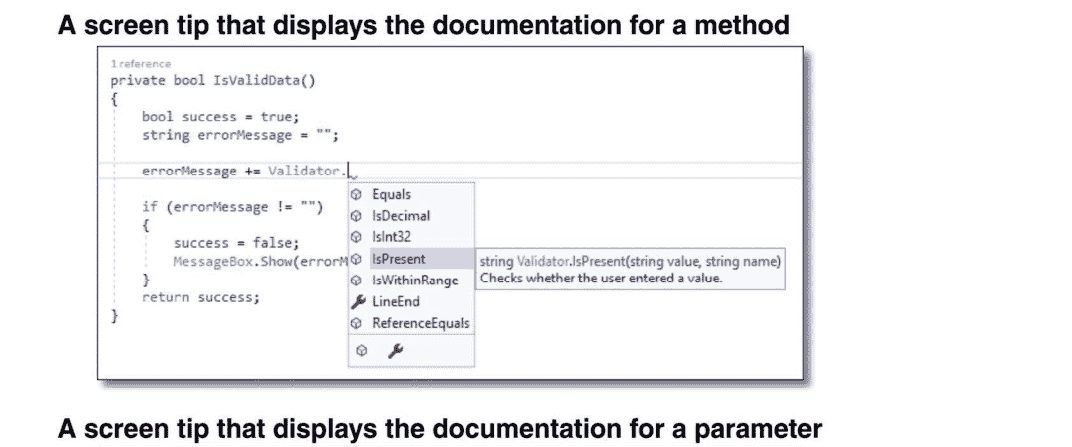 A screen tip that displays the documentation for a method
1 reference
private bool IsValidData()
{
bool success = true;
string errorMessage = "";
errorMessage += Validator.
if (errorMessage != "")
{
success = false;
MessageBox.Show(errorM
}
return success;
}
Equals
IsDecimal
IsInt32
IsPresent
IsWithinRange
LineEnd
ReferenceEquals
string Validator.IsPresent(string value, string name)
Checks whether the user entered a value.
A screen tip that displays the documentation for a parameter